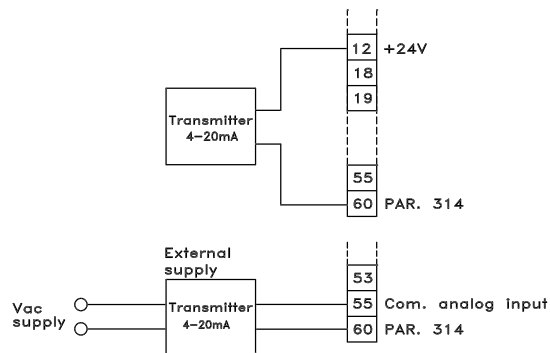 12 +24V
18
19
Transmitter
4-20mA
55
60 PAR. 314
External
supply
53
Vac
supply
Transmitter
4-20mA
55 Com. analog input
60 PAR. 314